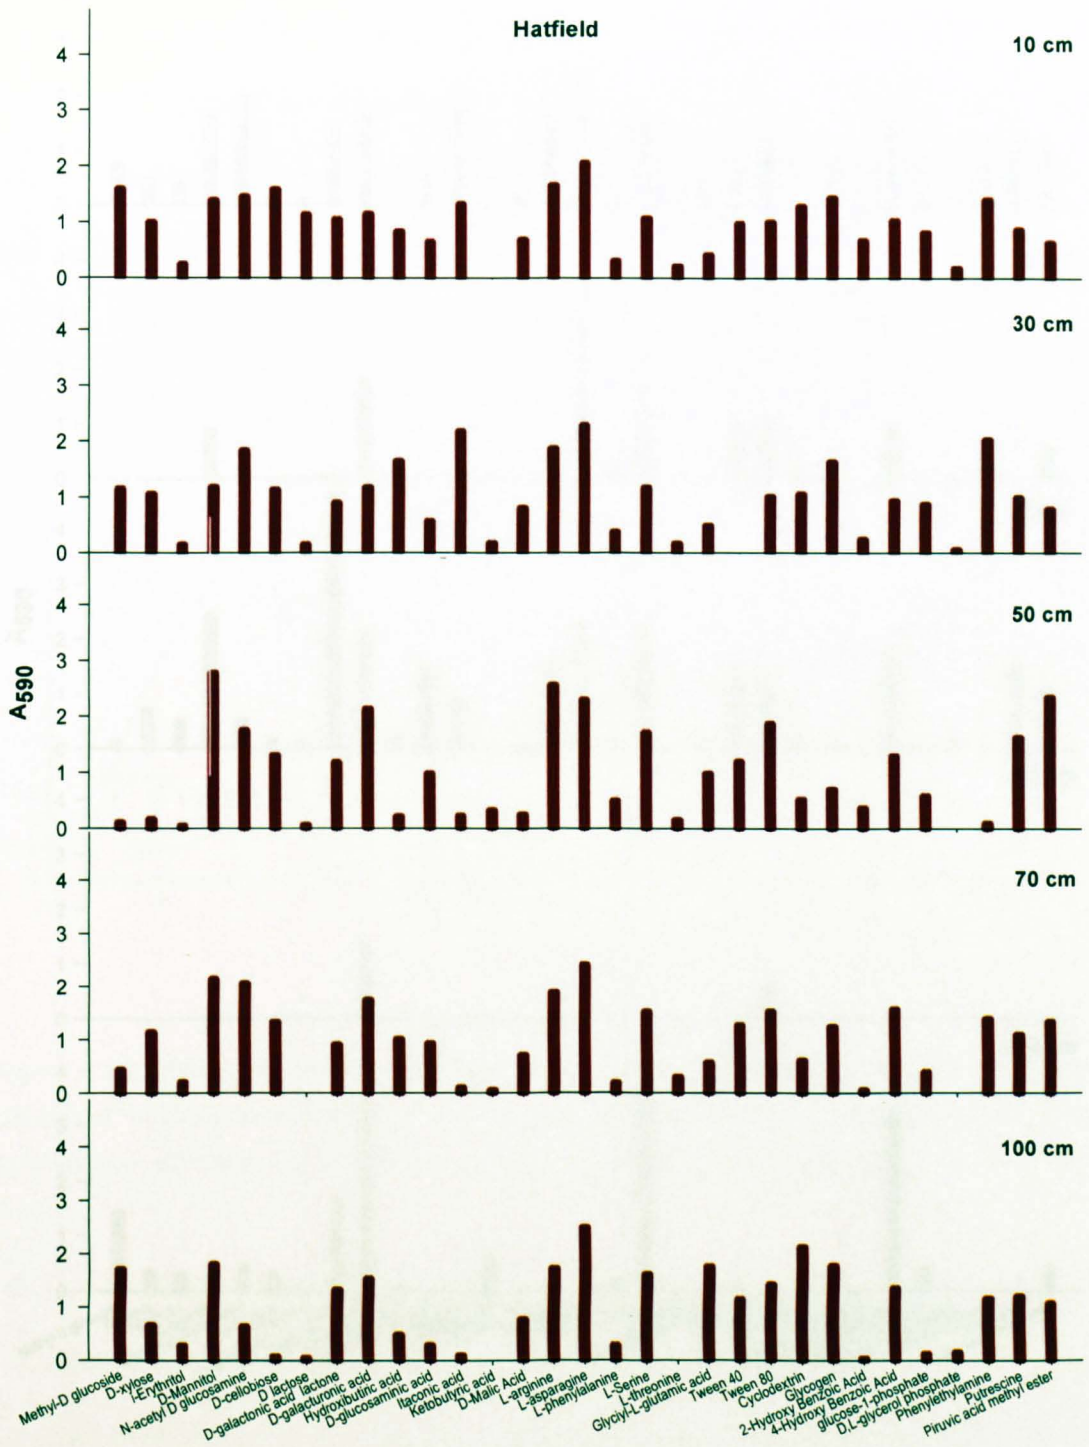 Hatfield
10 cm
4
3
2
1
0
30 cm
4
3
2
1
0
50 cm
4
3
2
1
0
A590
70 cm
4
3
2
1
0
100 cm
4
3
2
1
0
Methyl-D glucoside
D-xylose
i-Erythritol
D-Mannitol
N-acetyl D glucosamine
D-cellobiose
D lactose
D-galactonic acid lactone
D-galacturonic acid
Hydroxibutinc acid
D-glucosaminic acid
Itaconic acid
Ketobutyric acid
D-Malic Acid
L-arginine
L-asparagine
L-phenylalanine
L-Serine
L-threonine
Glyciyl-L-glutamic acid
Tween 40
Tween 80
Cyclodextrin
Glycogen
2-Hydroxy Benzoic Acid
4-Hydroxy Benzoic Acid
glucose-1-phosphate
D,L-glycerol phosphate
Phenylethylamine
Putrescine
Piruvic acid methyl ester